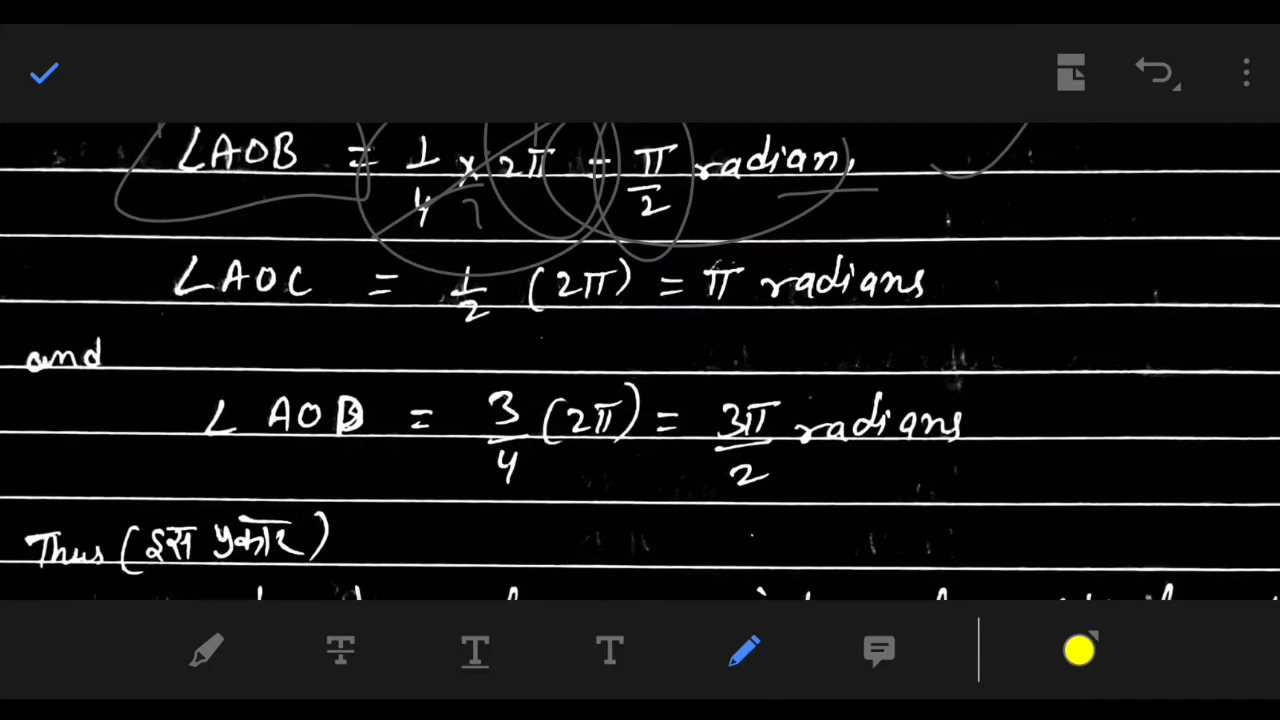 ∠AOB = 1/4 × 2π = π/2 radian,
∠AOC = 1/2 (2π) = π radians
and
∠AOD = 3/4 (2π) = 3π/2 radians
Thus (इस प्रकार)